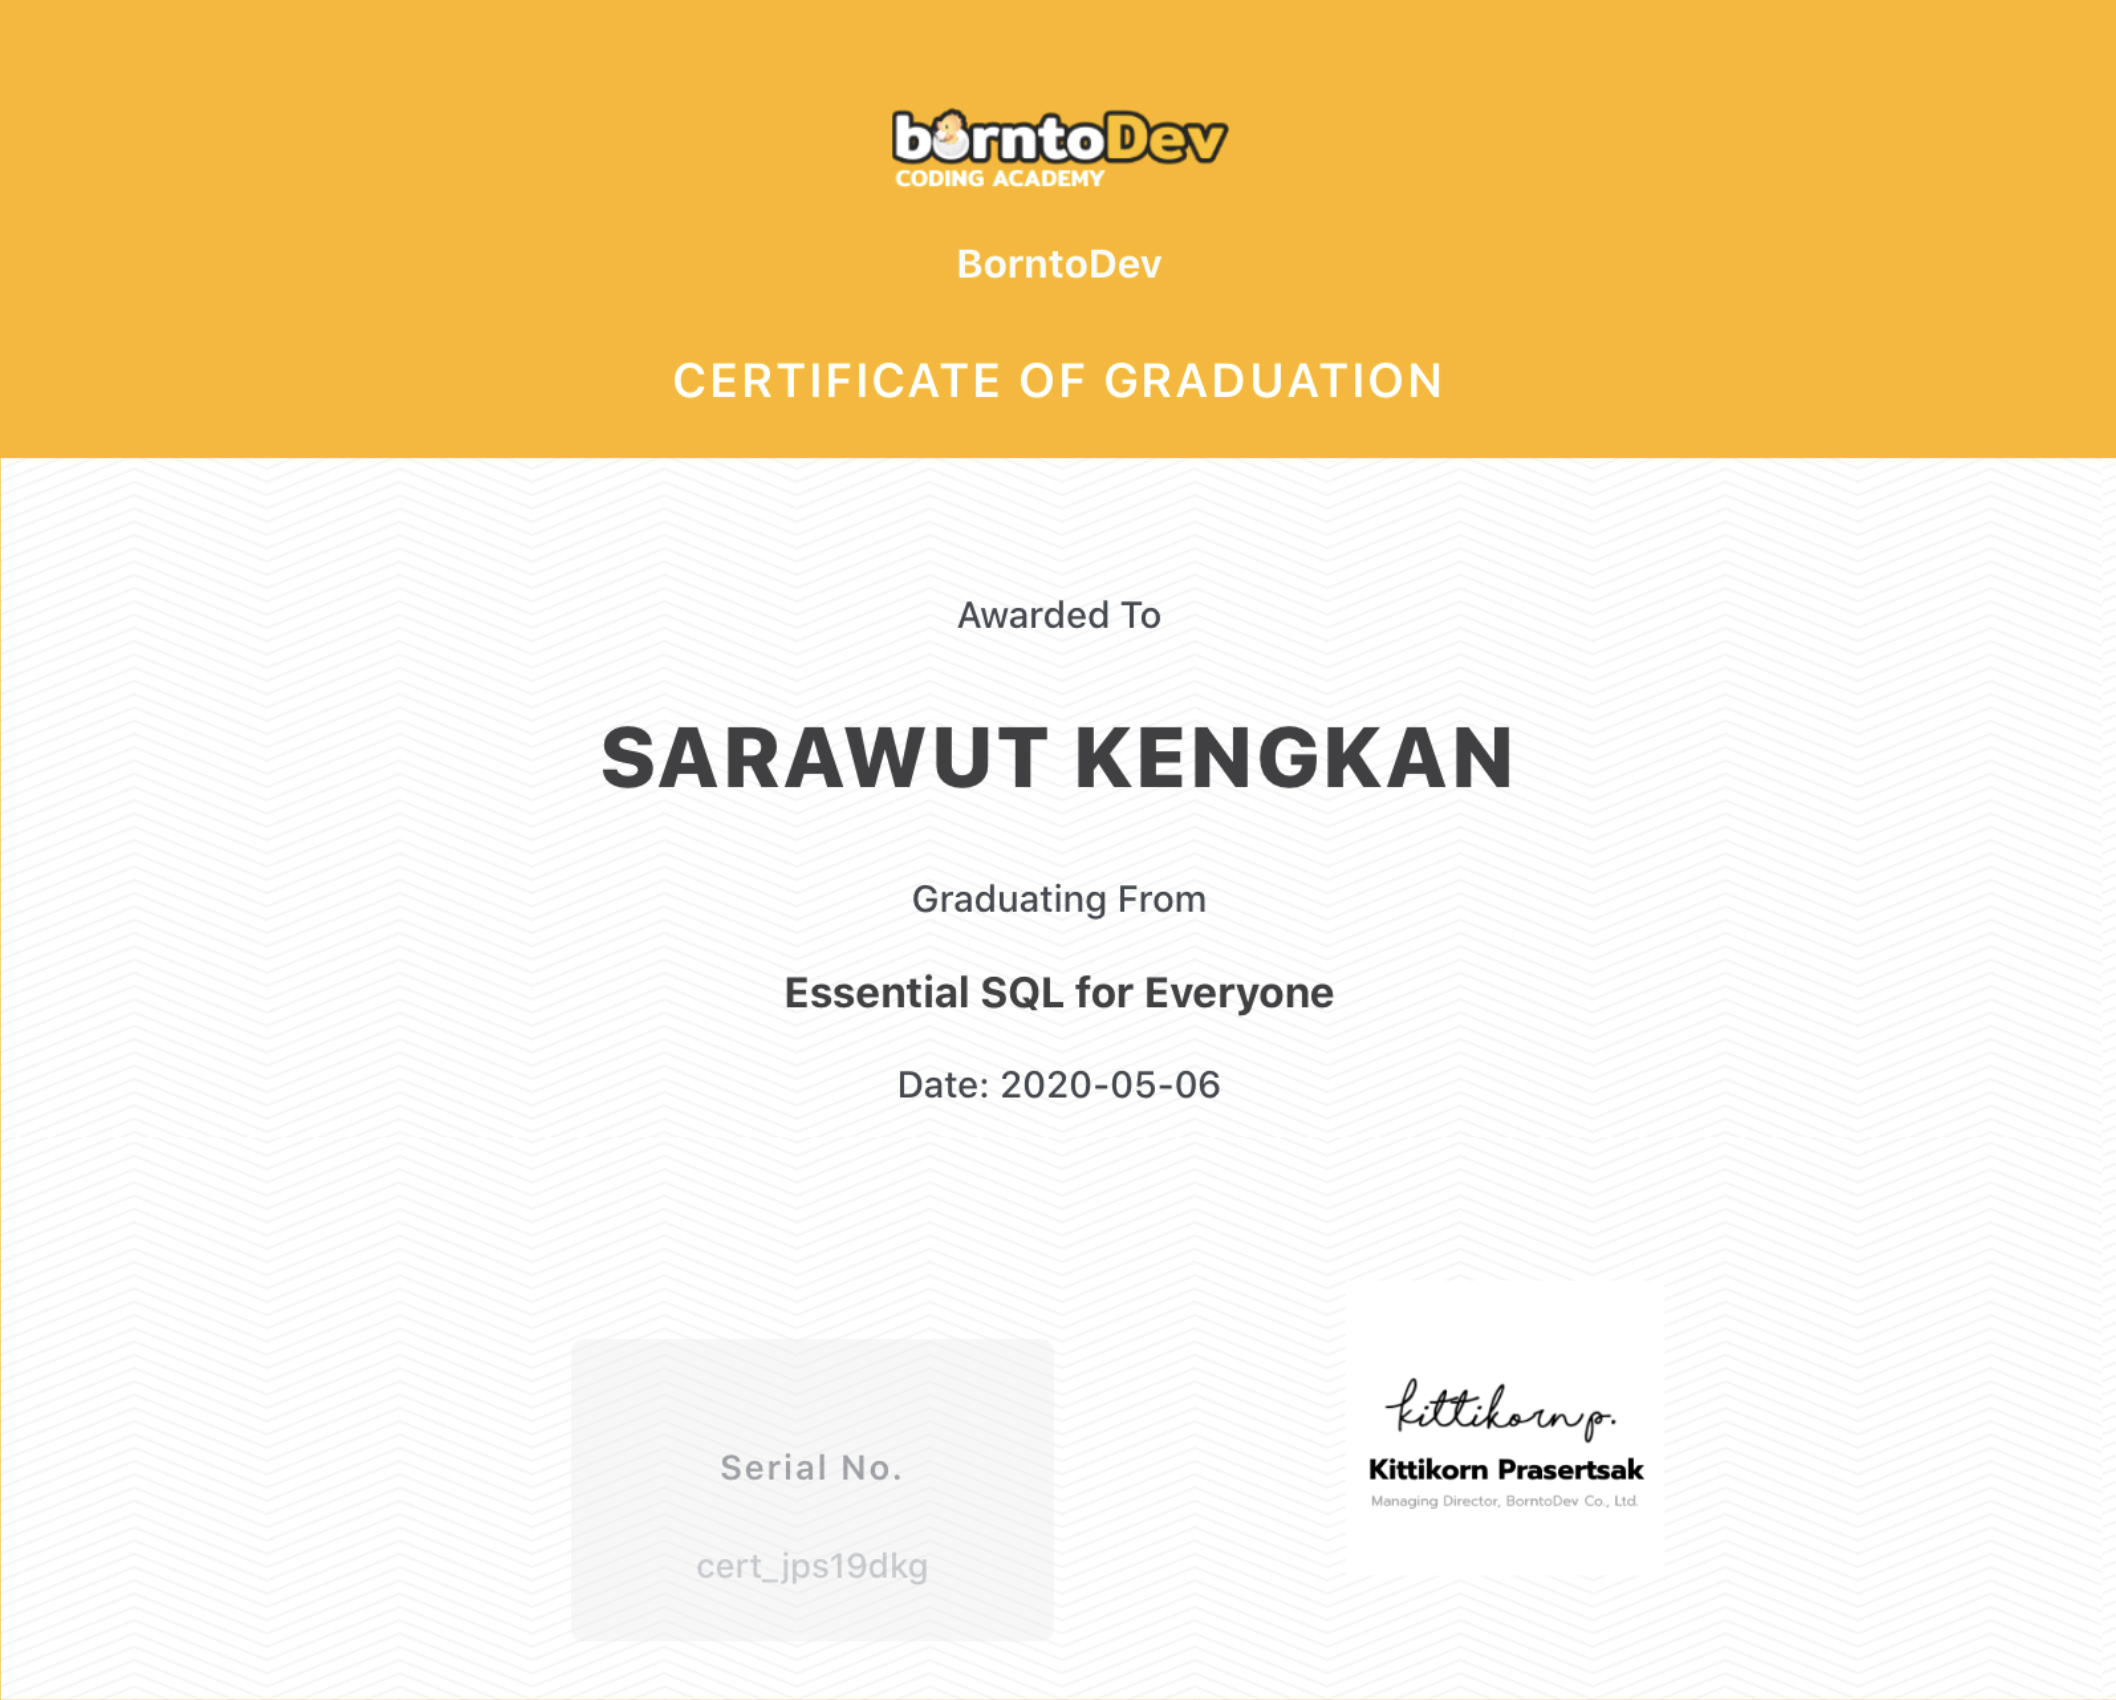 borntoDev
CODING ACADEMY
BorntoDev
CERTIFICATE OF GRADUATION
Awarded To
SARAWUT KENGKAN
Graduating From
Essential SQL for Everyone
Date: 2020-05-06
Serial No.
cert_jps19dkg
kittikorn p.
Kittikorn Prasertsak
Managing Director, BorntoDev Co., Ltd.